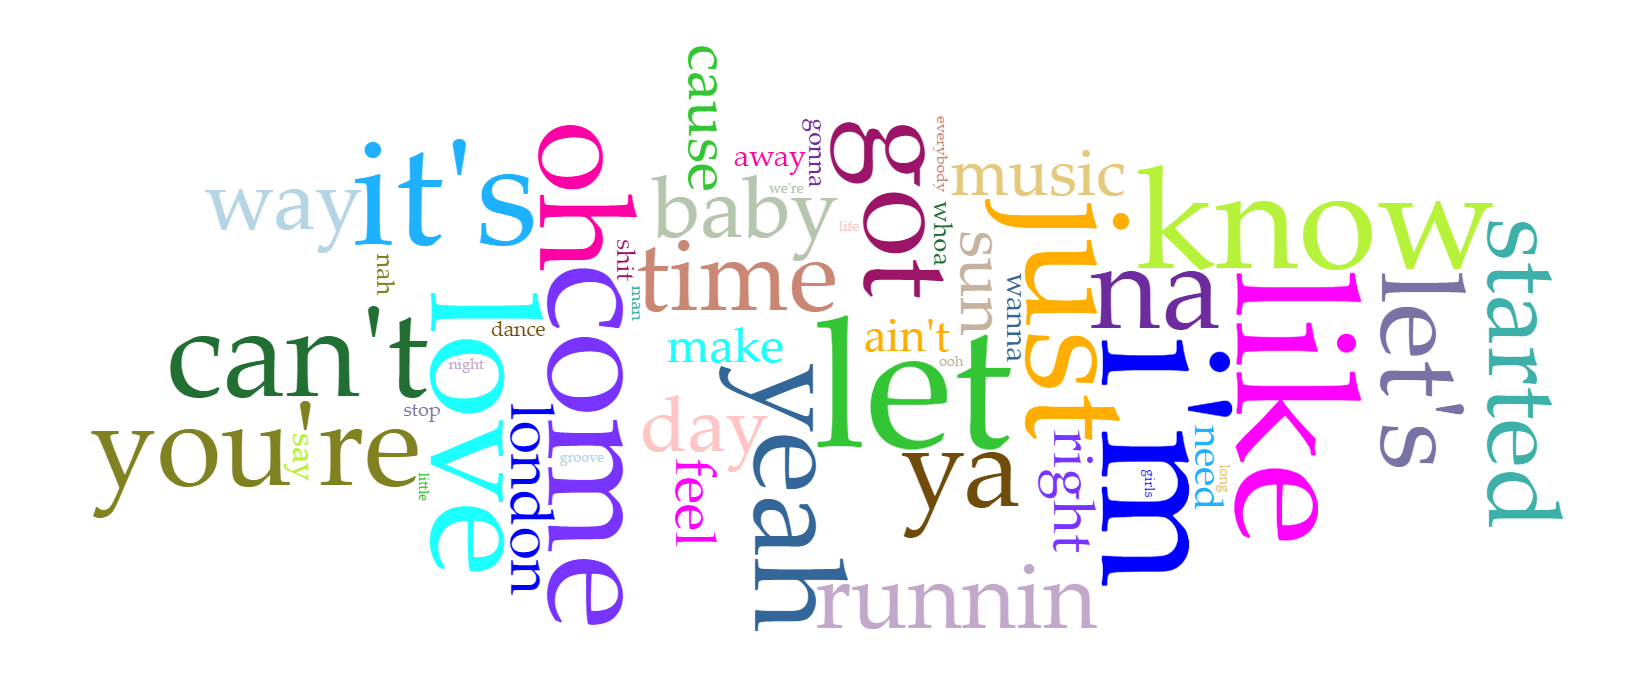 cause
way
it's
oh
away
gonna
got
everybody
music
baby
we're
know
life
whoa
just
started
nah
shit
time
sun
na
like
let's
man
wanna
can't
love
come
dance
make
let
ain't
i'm
night
ooh
stop
yeah
london
day
you're
say
groove
ya
right
need
little
feel
girls
long
runnin